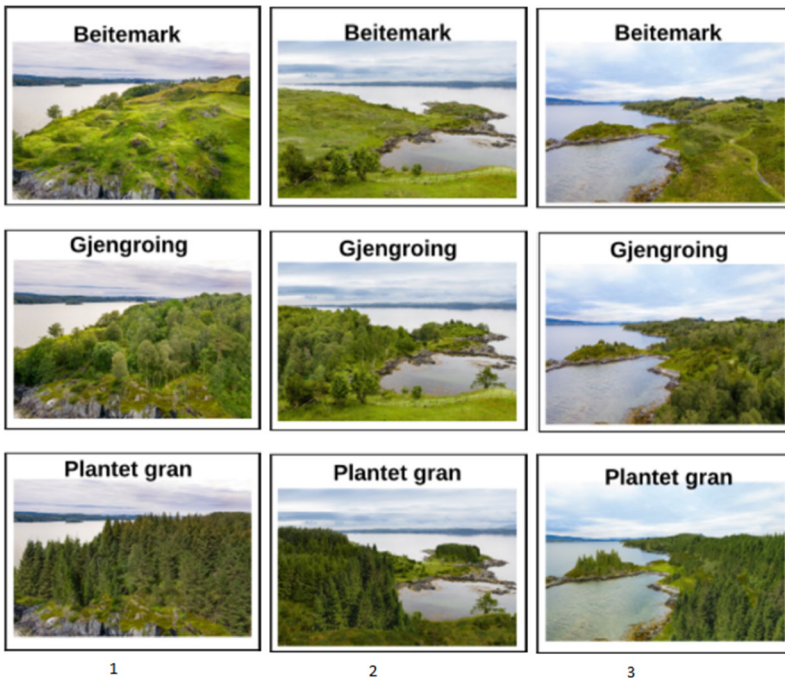 Beitemark
Beitemark
Beitemark
Gjengroing
Gjengroing
Gjengroing
Plantet gran
Plantet gran
Plantet gran
1
2
3